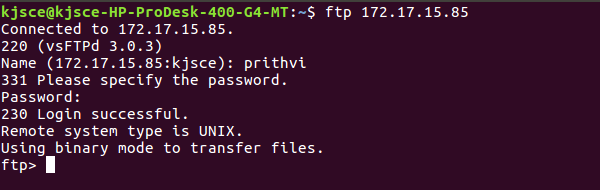 kjsce@kjsce-HP-ProDesk-400-G4-MT:~$ ftp 172.17.15.85
Connected to 172.17.15.85.
220 (vsFTPd 3.0.3)
Name (172.17.15.85:kjsce): prithvi
331 Please specify the password.
Password:
230 Login successful.
Remote system type is UNIX.
Using binary mode to transfer files.
ftp>